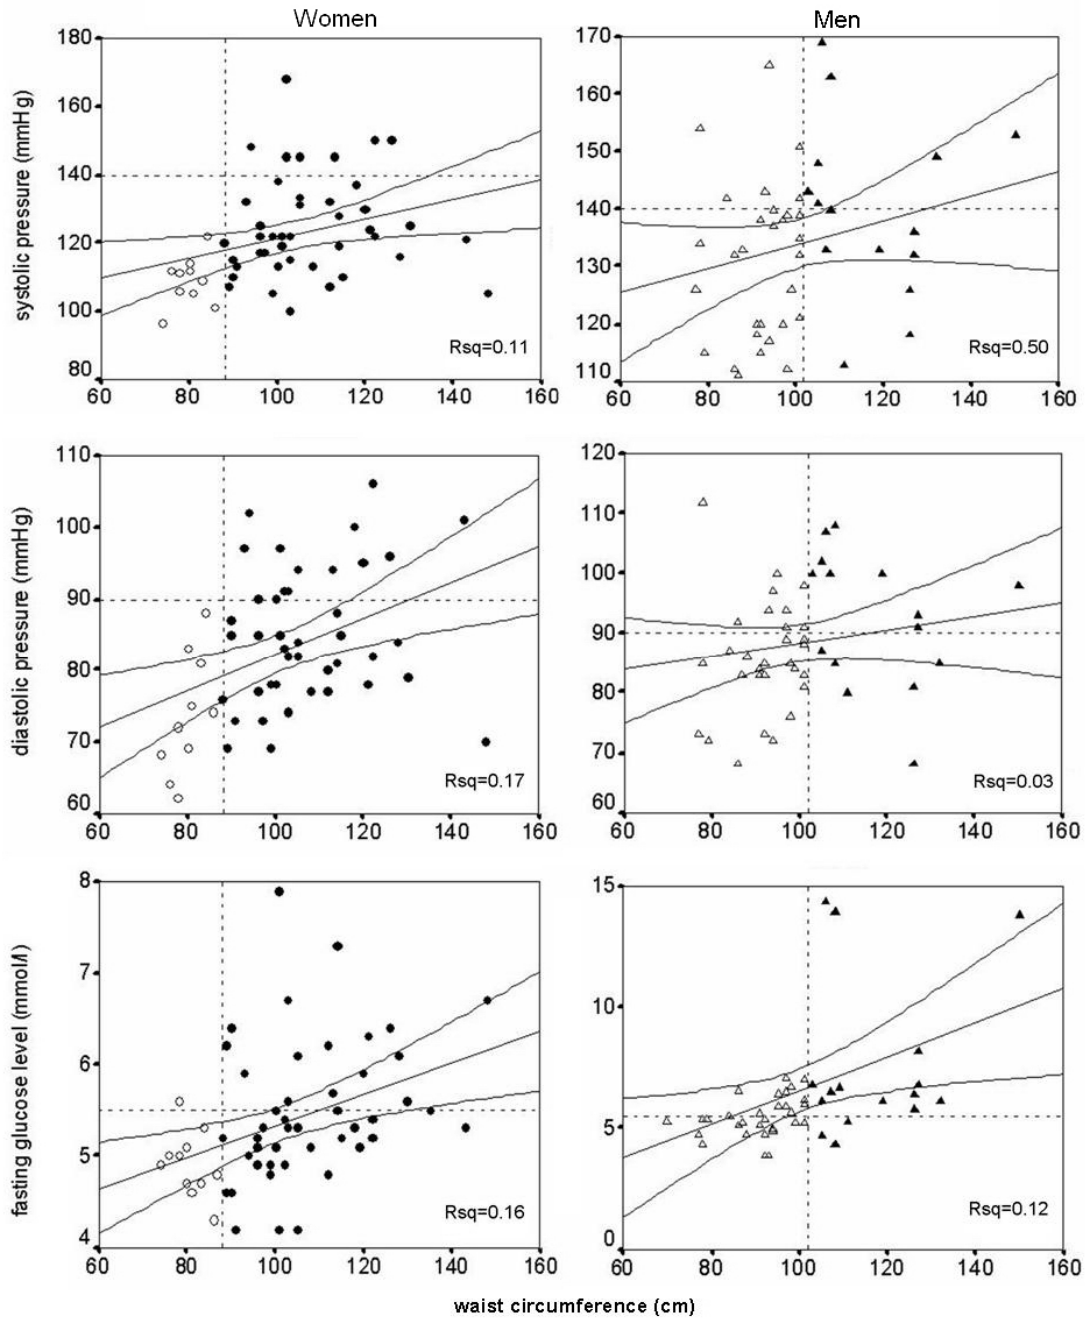 Women
Men
systolic pressure (mmHg)
180
160
140
120
100
80
60 80 100 120 140 160
Rsq=0.11
170
160
150
140
130
120
110
60 80 100 120 140 160
Rsq=0.50
diastolic pressure (mmHg)
110
100
90
80
70
60
60 80 100 120 140 160
Rsq=0.17
120
110
100
90
80
70
60
60 80 100 120 140 160
Rsq=0.03
fasting glucose level (mmol/l)
8
7
6
5
4
60 80 100 120 140 160
Rsq=0.16
15
10
5
0
60 80 100 120 140 160
Rsq=0.12
waist circumference (cm)